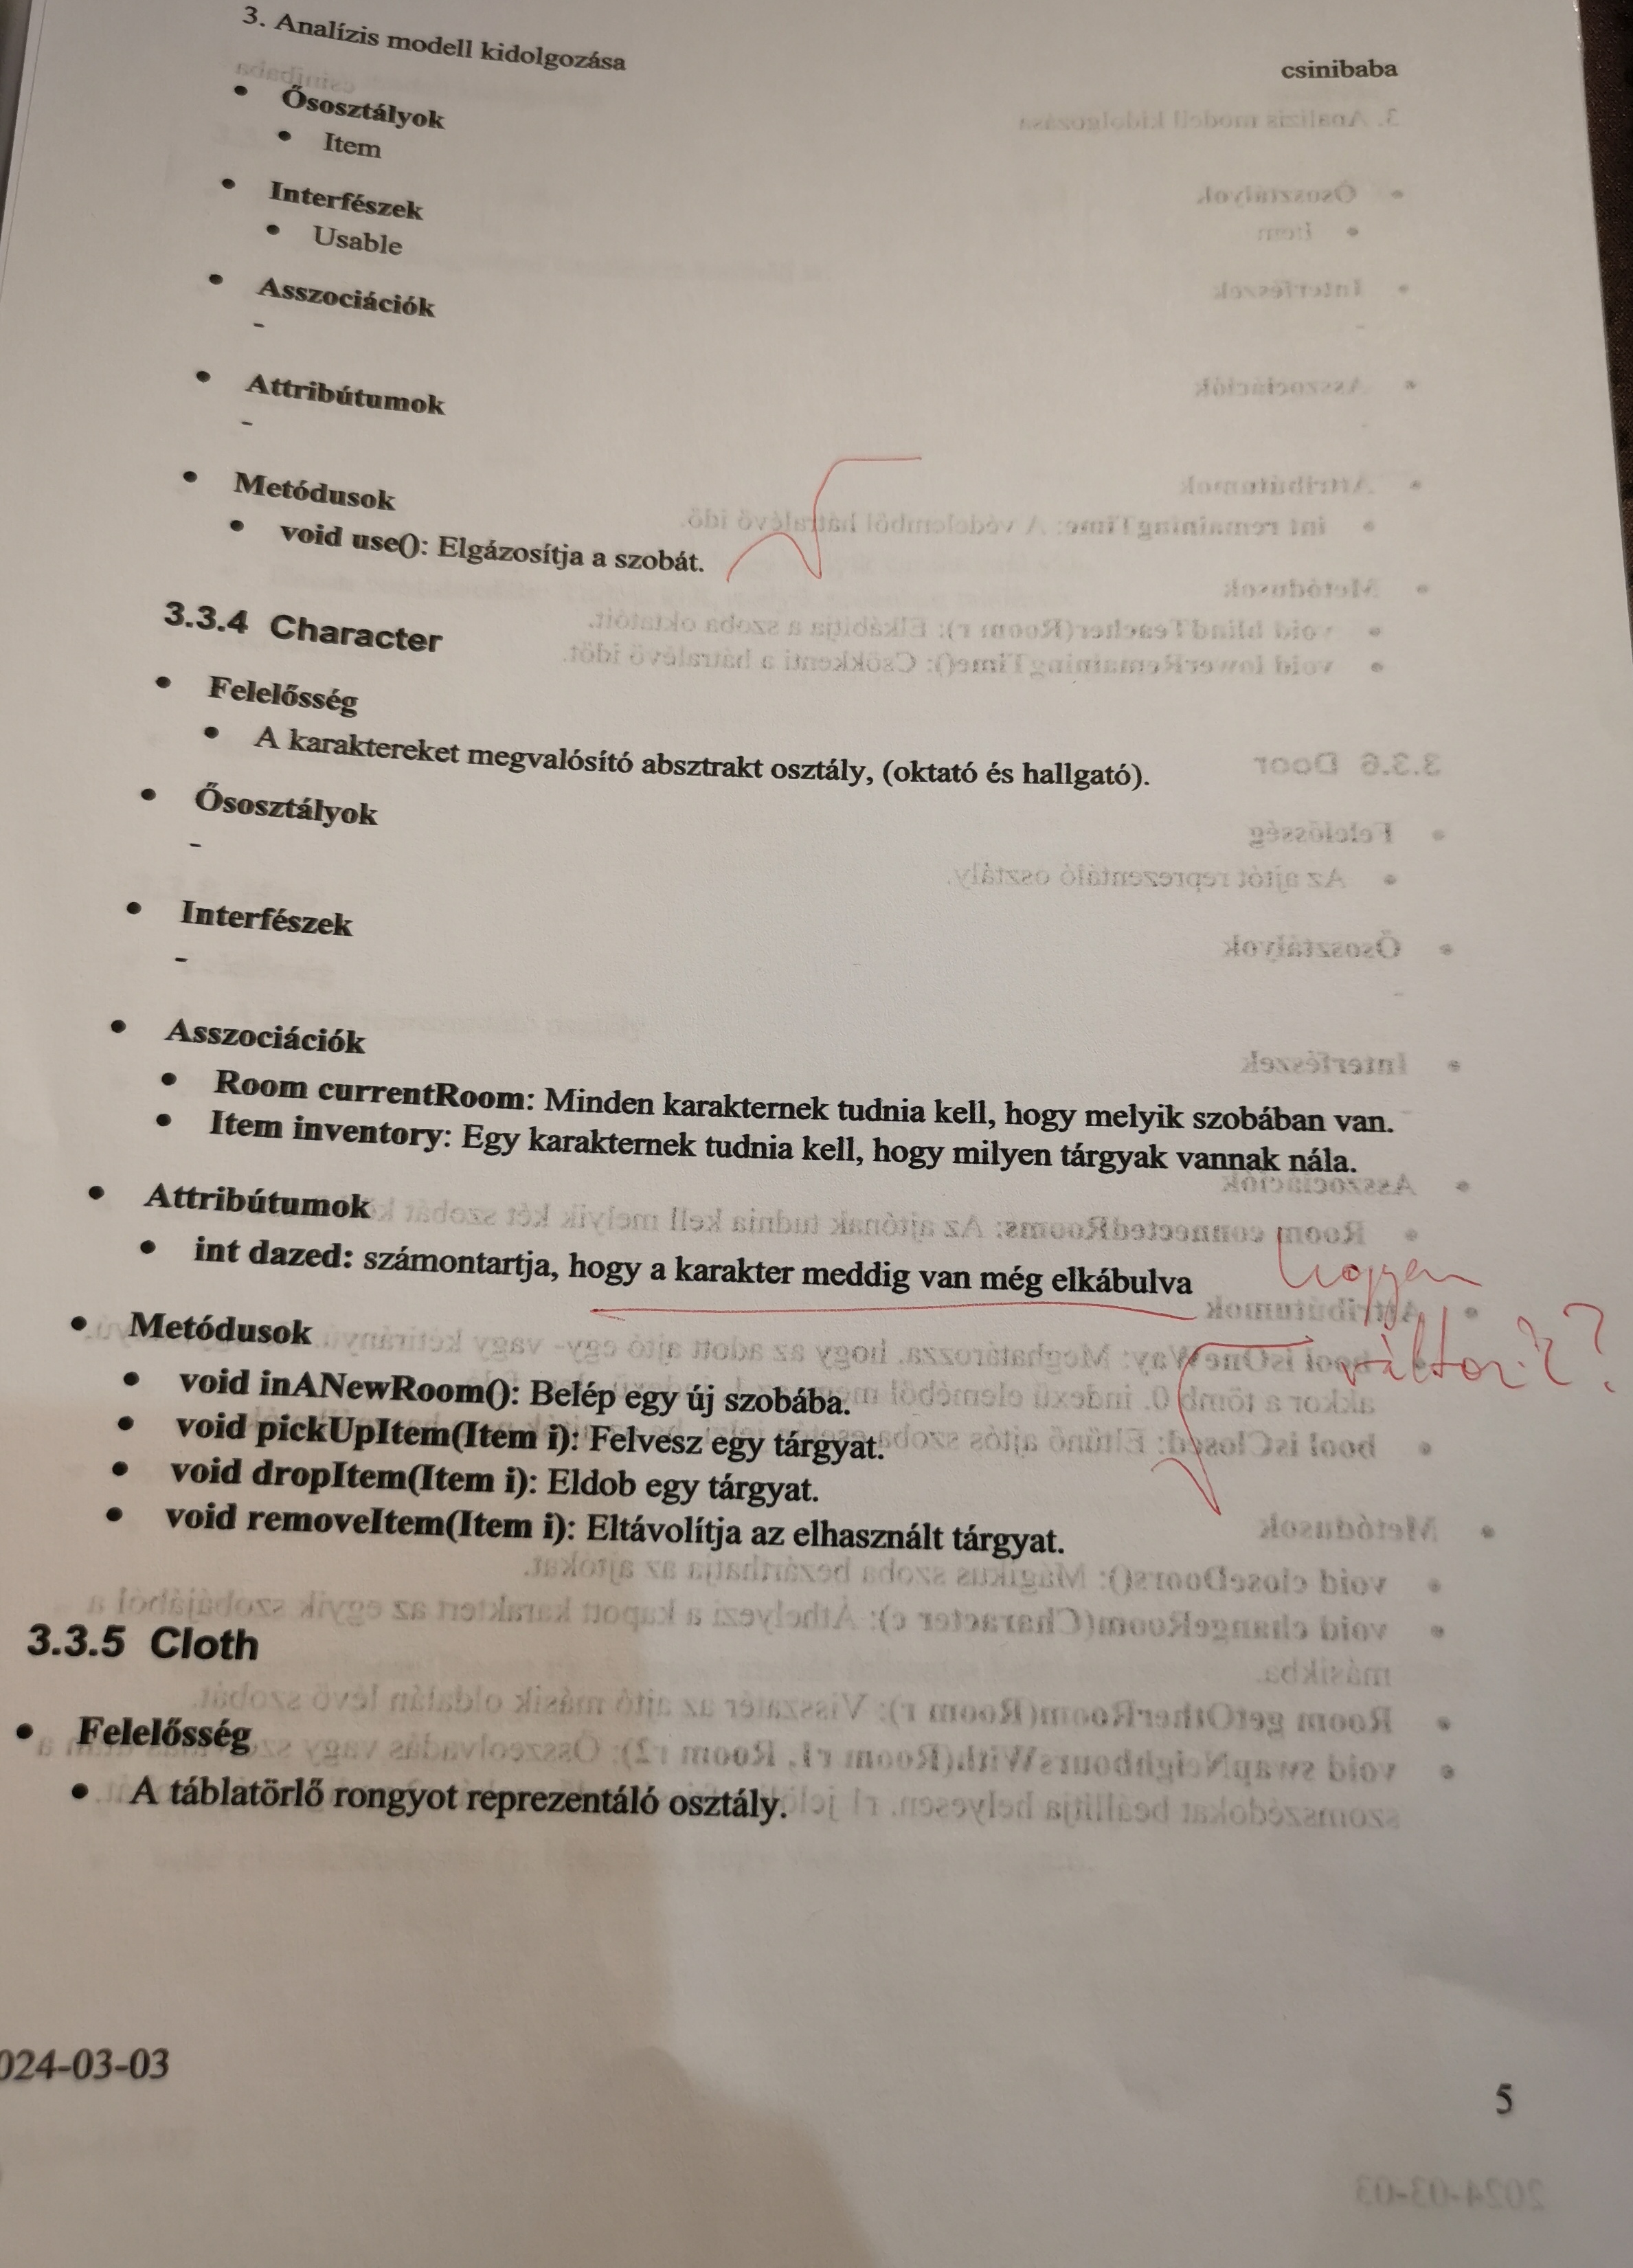 3. Analízis modell kidolgozása
csinibaba
• Ősosztályok
• Item
• Interfészek
• Usable
• Asszociációk
-
• Attribútumok
-
• Metódusok
• void use(): Elgázosítja a szobát.
3.3.4 Character
• Felelősség
• A karaktereket megvalósító absztrakt osztály, (oktató és hallgató).
• Ősosztályok
-
• Interfészek
-
• Asszociációk
• Room currentRoom: Minden karakternek tudnia kell, hogy melyik szobában van.
• Item inventory: Egy karakternek tudnia kell, hogy milyen tárgyak vannak nála.
• Attribútumok
• int dazed: számontartja, hogy a karakter meddig van még elkábulva
hogyan
változik?
• Metódusok
• void inANewRoom(): Belép egy új szobába.
• void pickUpItem(Item i): Felvesz egy tárgyat.
• void dropItem(Item i): Eldob egy tárgyat.
• void removeItem(Item i): Eltávolítja az elhasznált tárgyat.
3.3.5 Cloth
• Felelősség
• A táblatörlő rongyot reprezentáló osztály.
024-03-03
5